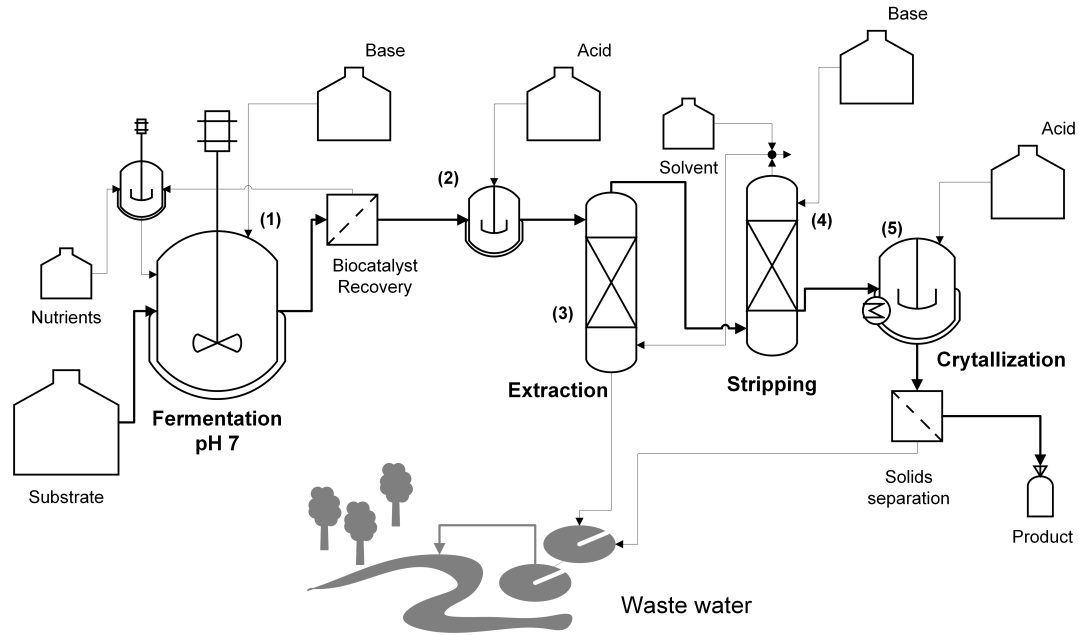 Base
Acid
Base
Acid
Solvent
(1)
(2)
(3)
(4)
(5)
Nutrients
Biocatalyst
Recovery
M
Substrate
Fermentation
pH 7
Extraction
Stripping
Crytallization
Solids
separation
Product
Waste water